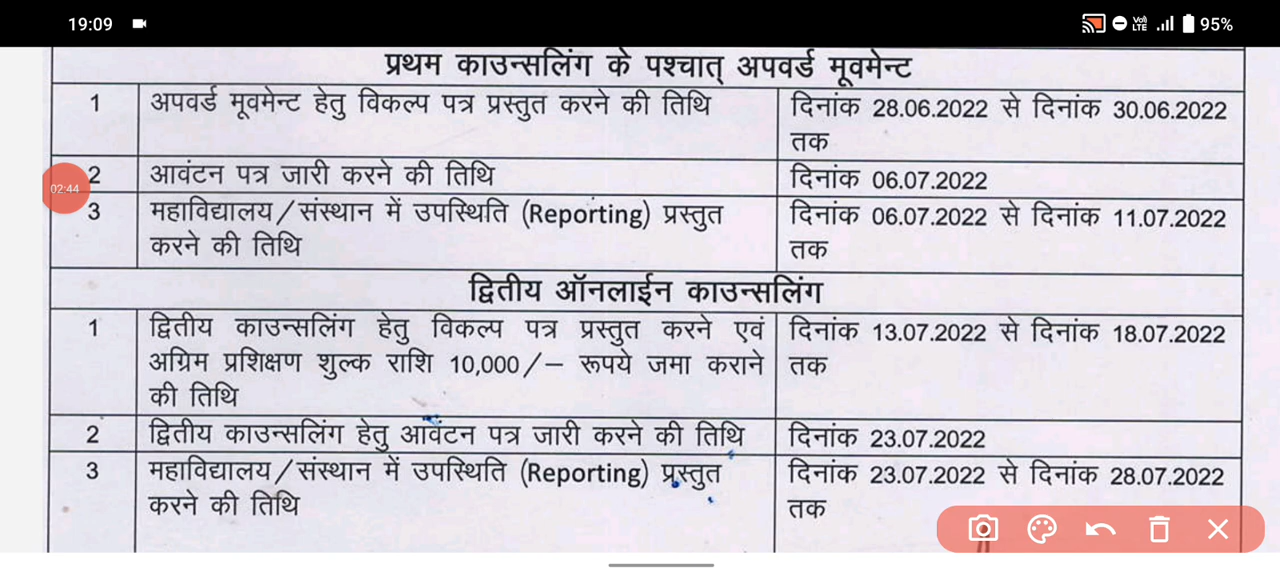 19:09
Vol) LTE
95%
प्रथम काउन्सलिंग के पश्चात् अपवर्ड मूवमेन्ट
1 अपवर्ड मूवमेन्ट हेतु विकल्प पत्र प्रस्तुत करने की तिथि दिनांक 28.06.2022 से दिनांक 30.06.2022
तक
2 आवंटन पत्र जारी करने की तिथि दिनांक 06.07.2022
02:44
3 महाविद्यालय/संस्थान में उपस्थिति (Reporting) प्रस्तुत दिनांक 06.07.2022 से दिनांक 11.07.2022
करने की तिथि तक
द्वितीय ऑनलाईन काउन्सलिंग
1 द्वितीय काउन्सलिंग हेतु विकल्प पत्र प्रस्तुत करने एवं दिनांक 13.07.2022 से दिनांक 18.07.2022
अग्रिम प्रशिक्षण शुल्क राशि 10,000/– रूपये जमा कराने तक
की तिथि
2 द्वितीय काउन्सलिंग हेतु आवंटन पत्र जारी करने की तिथि दिनांक 23.07.2022
3 महाविद्यालय/संस्थान में उपस्थिति (Reporting) प्रस्तुत दिनांक 23.07.2022 से दिनांक 28.07.2022
करने की तिथि तक